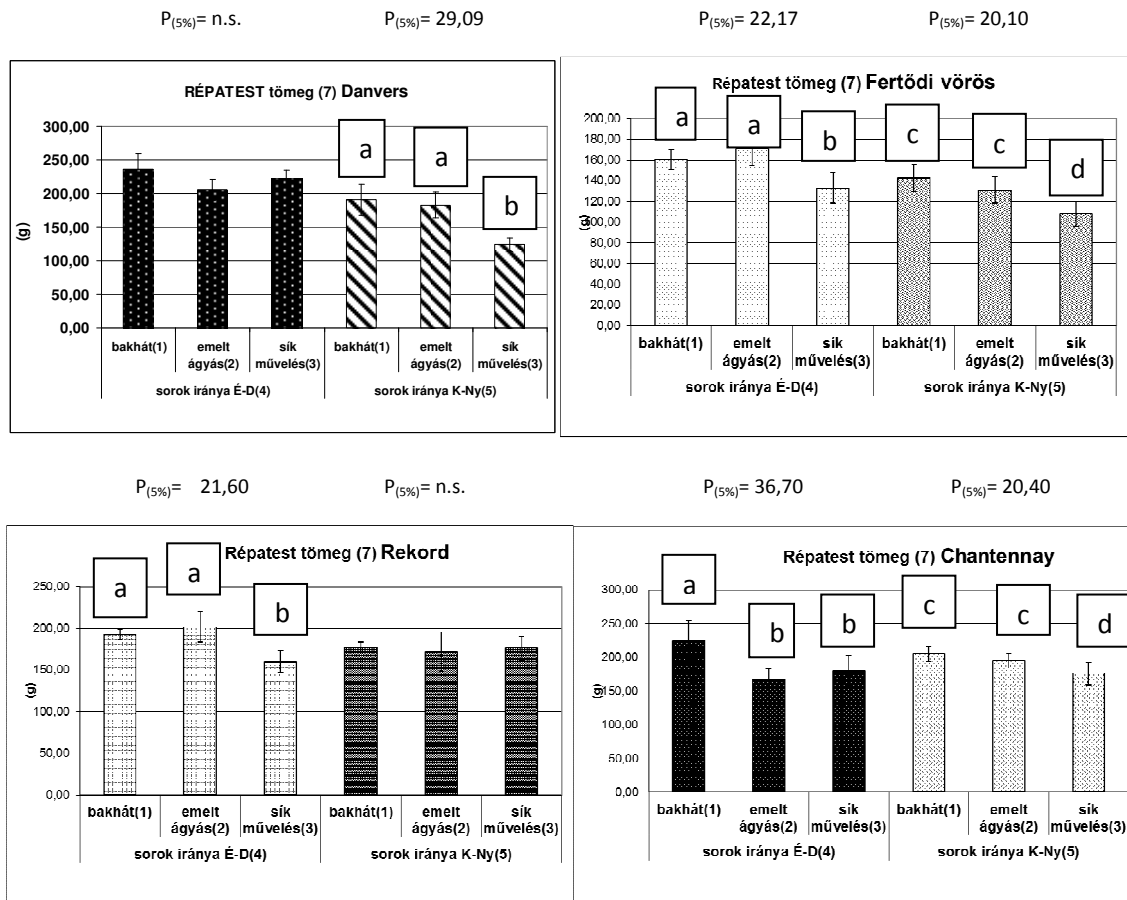 P(5%)= n.s. P(5%)= 29,09 P(5%)= 22,17 P(5%)= 20,10
RÉPATEST tömeg (7) Danvers
300,00
250,00
200,00
150,00
100,00
50,00
0,00
(g)
a
a
b
bakhát(1) emelt ágyás(2) sík művelés(3) bakhát(1) emelt ágyás(2) sík művelés(3)
sorok iránya É-D(4) sorok iránya K-Ny(5)
Répatest tömeg (7) Fertődi vörös
200,00
180,00
160,00
140,00
120,00
100,00
80,00
60,00
40,00
20,00
0,00
(g)
a
a
b
c
c
d
bakhát(1) emelt ágyás(2) sík művelés(3) bakhát(1) emelt ágyás(2) sík művelés(3)
sorok iránya É-D(4) sorok iránya K-Ny(5)
P(5%)= 21,60 P(5%)= n.s. P(5%)= 36,70 P(5%)= 20,40
Répatest tömeg (7) Rekord
250,00
200,00
150,00
100,00
50,00
0,00
(g)
a
a
b
bakhát(1) emelt ágyás(2) sík művelés(3) bakhát(1) emelt ágyás(2) sík művelés(3)
sorok iránya É-D(4) sorok iránya K-Ny(5)
Répatest tömeg (7) Chantennay
300,00
250,00
200,00
150,00
100,00
50,00
0,00
(g)
a
b
b
c
c
d
bakhát(1) emelt ágyás(2) sík művelés(3) bakhát(1) emelt ágyás(2) sík művelés(3)
sorok iránya É-D(4) sorok iránya K-Ny(5)